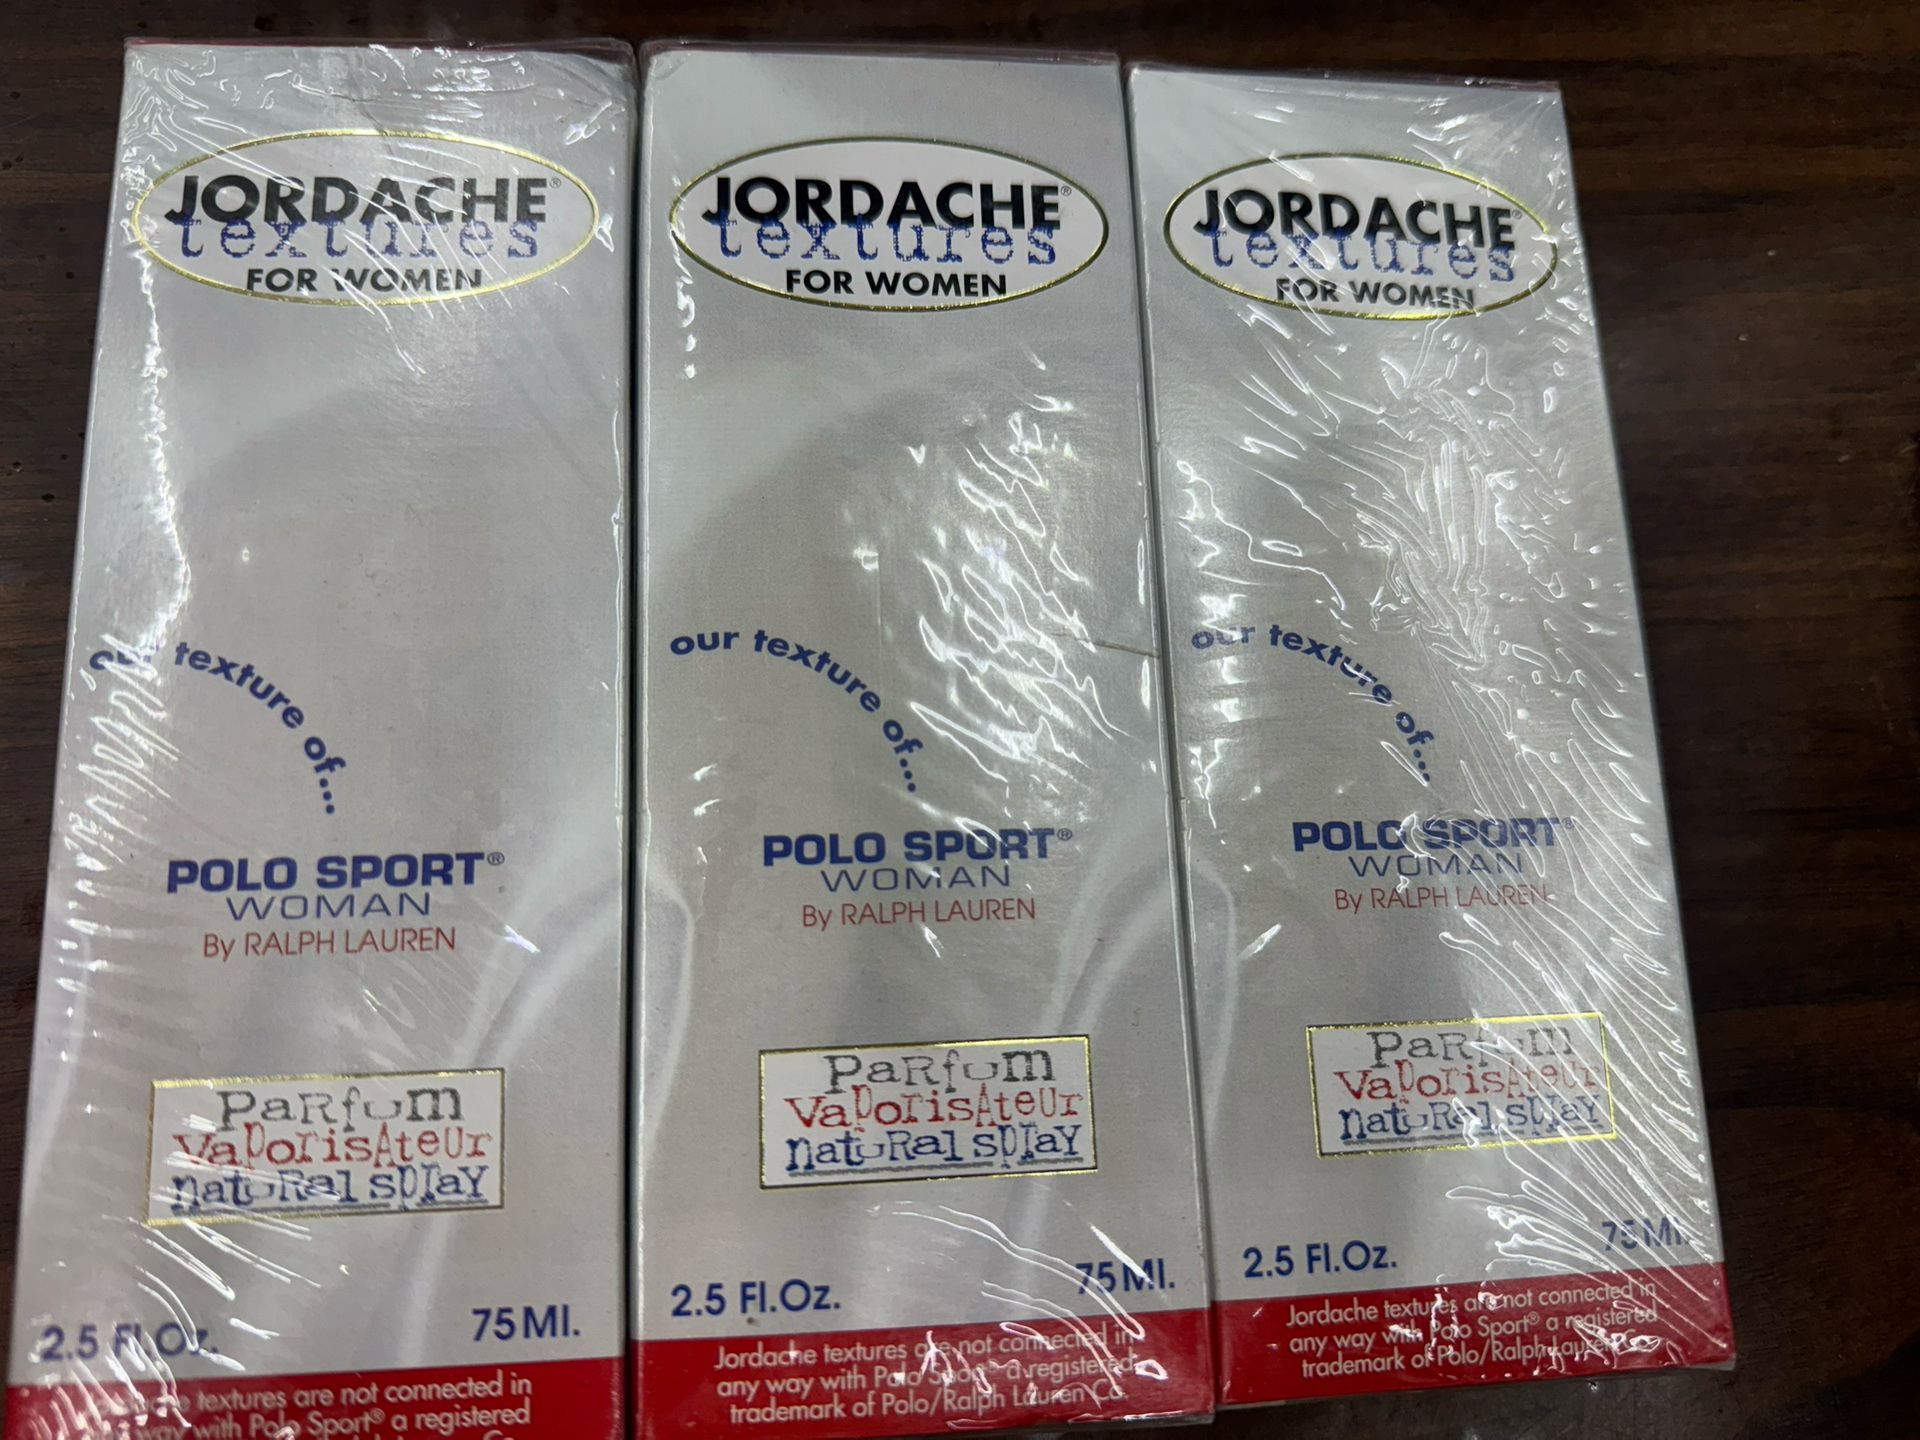 JORDACHE®
textures
FOR WOMEN
our texture of...
POLO SPORT®
WOMAN
By RALPH LAUREN
Parfum
Vaporisateur
natural spray
2.5 Fl.Oz. 75 Ml.
textures are not connected in
way with Polo Sport® a registered
JORDACHE®
textures
FOR WOMEN
our texture of...
POLO SPORT®
WOMAN
By RALPH LAUREN
Parfum
Vaporisateur
natural spray
2.5 Fl.Oz. 75 Ml.
Jordache textures are not connected in
any way with Polo Sport® a registered
trademark of Polo/Ralph Lauren Co.
JORDACHE®
textures
FOR WOMEN
our texture of...
POLO SPORT®
WOMAN
By RALPH LAUREN
Parfum
Vaporisateur
natural spray
2.5 Fl.Oz. 75 Ml.
Jordache textures are not connected in
any way with Polo Sport® a registered
trademark of Polo/Ralph Lauren